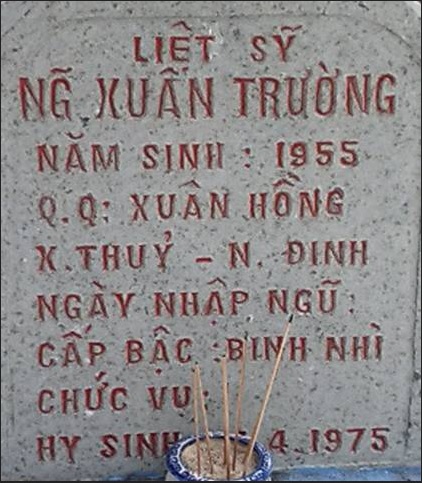 LIỆT SỸ
NG̃ XUÂN TRƯỜNG
NĂM SINH : 1955
Q.Q: XUÂN HỒNG
X.THUỶ - N. ĐỊNH
NGÀY NHẬP NGŨ :
CẤP BẬC : BINH NHÌ
CHỨC VỤ :
HY SINH 4.1975